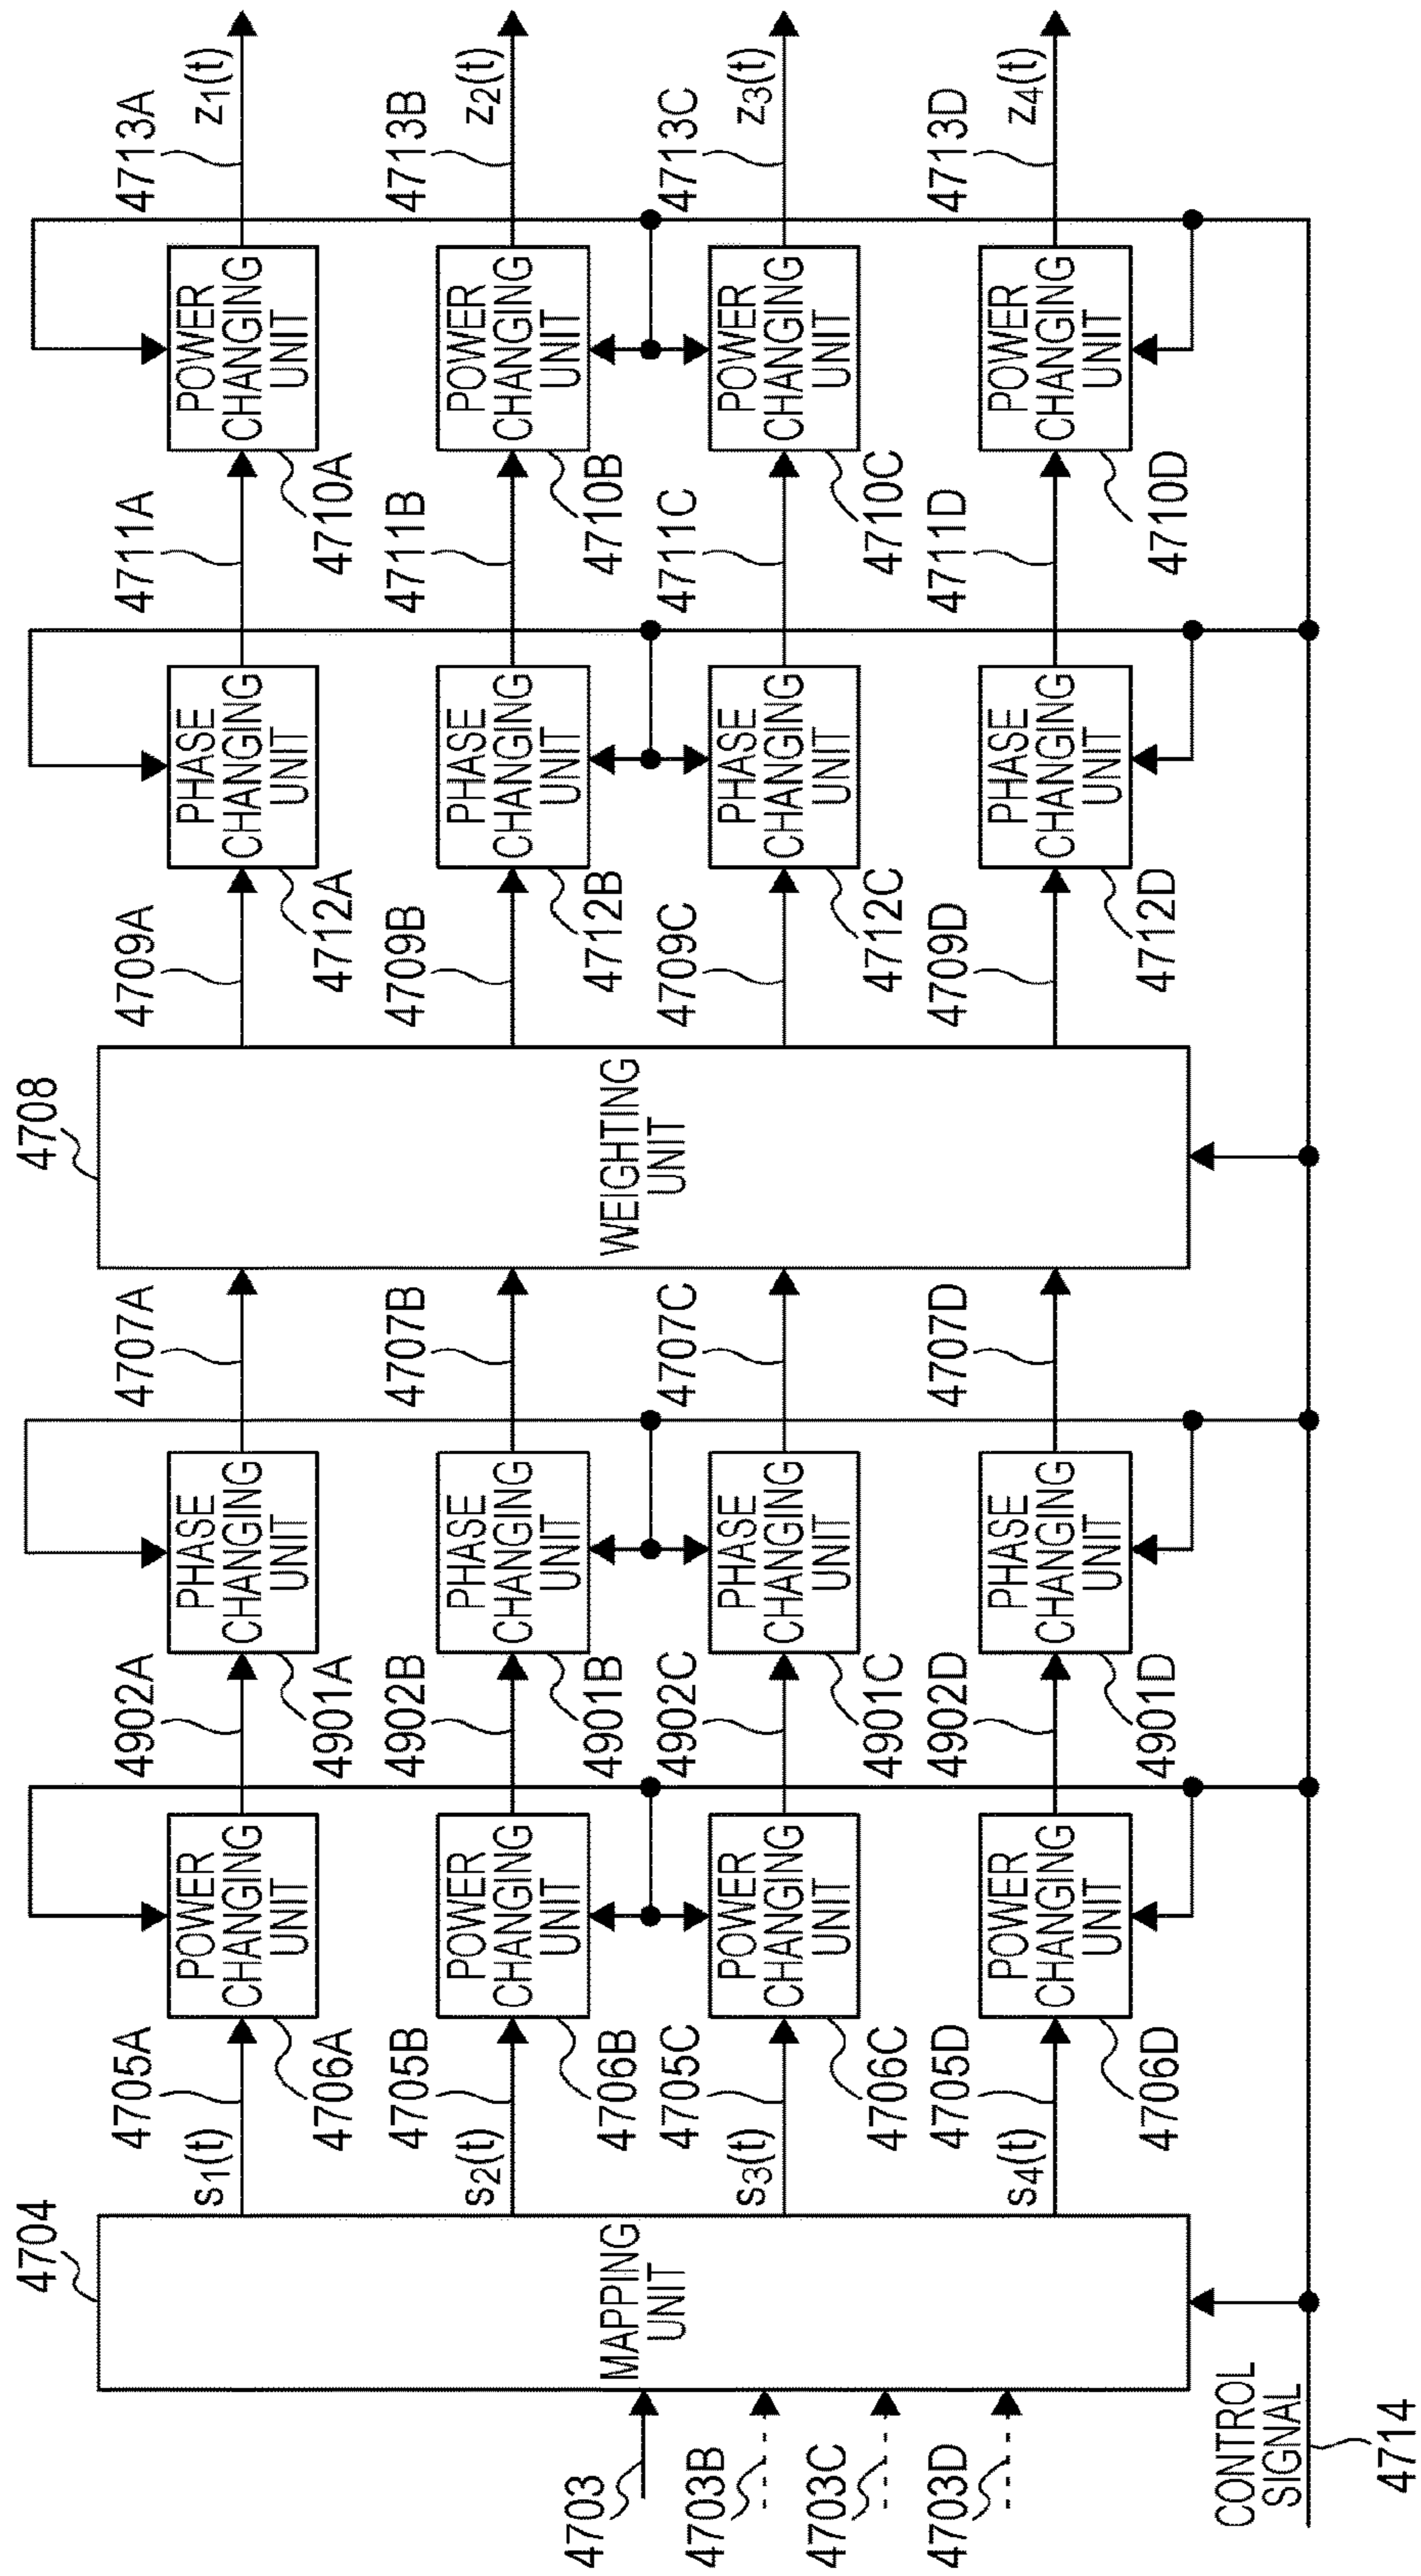 4703
4703B
4703C
4703D
CONTROL
SIGNAL
4714
4704
MAPPING
UNIT
s1(t)
4705A
4706A
POWER
CHANGING
UNIT
4902A
4901A
PHASE
CHANGING
UNIT
4707A
s2(t)
4705B
4706B
POWER
CHANGING
UNIT
4902B
4901B
PHASE
CHANGING
UNIT
4707B
s3(t)
4705C
4706C
POWER
CHANGING
UNIT
4902C
4901C
PHASE
CHANGING
UNIT
4707C
s4(t)
4705D
4706D
POWER
CHANGING
UNIT
4902D
4901D
PHASE
CHANGING
UNIT
4707D
4708
WEIGHTING
UNIT
4709A
4712A
PHASE
CHANGING
UNIT
4711A
4710A
POWER
CHANGING
UNIT
4713A
z1(t)
4709B
4712B
PHASE
CHANGING
UNIT
4711B
4710B
POWER
CHANGING
UNIT
4713B
z2(t)
4709C
4712C
PHASE
CHANGING
UNIT
4711C
4710C
POWER
CHANGING
UNIT
4713C
z3(t)
4709D
4712D
PHASE
CHANGING
UNIT
4711D
4710D
POWER
CHANGING
UNIT
4713D
z4(t)